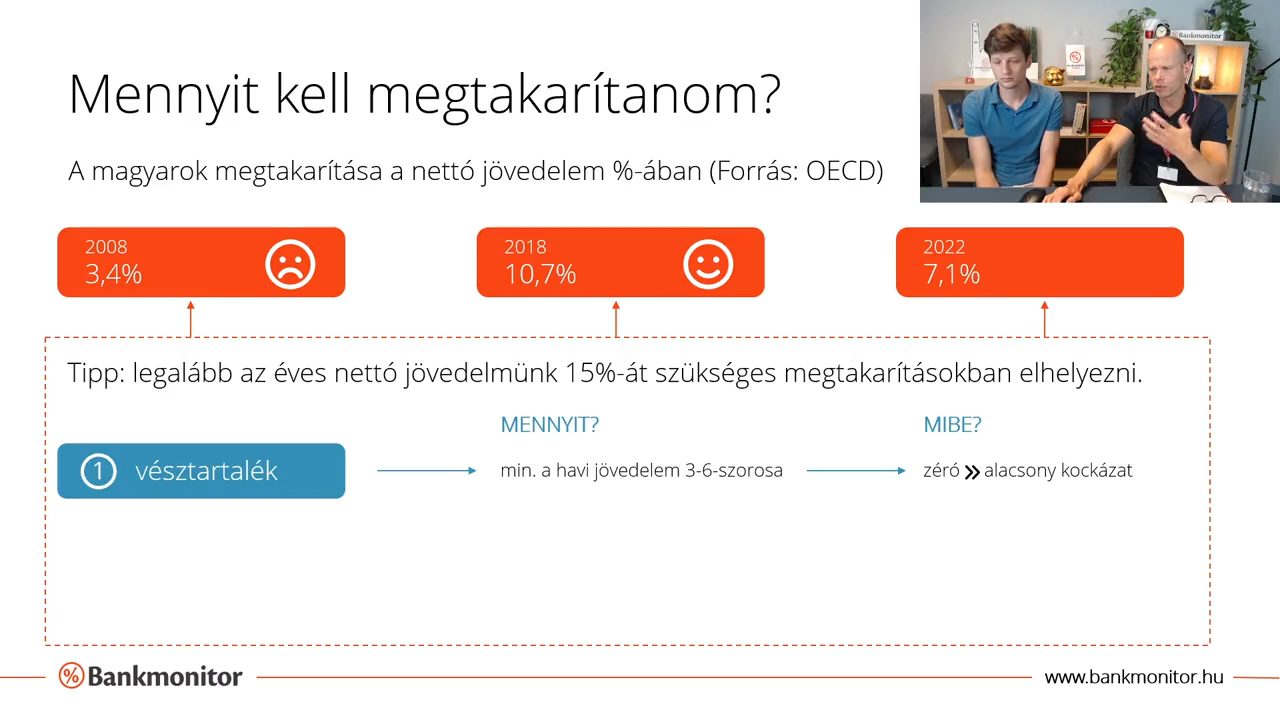 Mennyit kell megtakarítanom?
A magyarok megtakarítása a nettó jövedelem %-ában (Forrás: OECD)
Bankmonitor
2008
3,4%
2018
10,7%
2022
7,1%
Tipp: legalább az éves nettó jövedelmünk 15%-át szükséges megtakarításokban elhelyezni.
MENNYIT?
MIBE?
1 vésztartalék
min. a havi jövedelem 3-6-szorosa
zéró » alacsony kockázat
% Bankmonitor
www.bankmonitor.hu